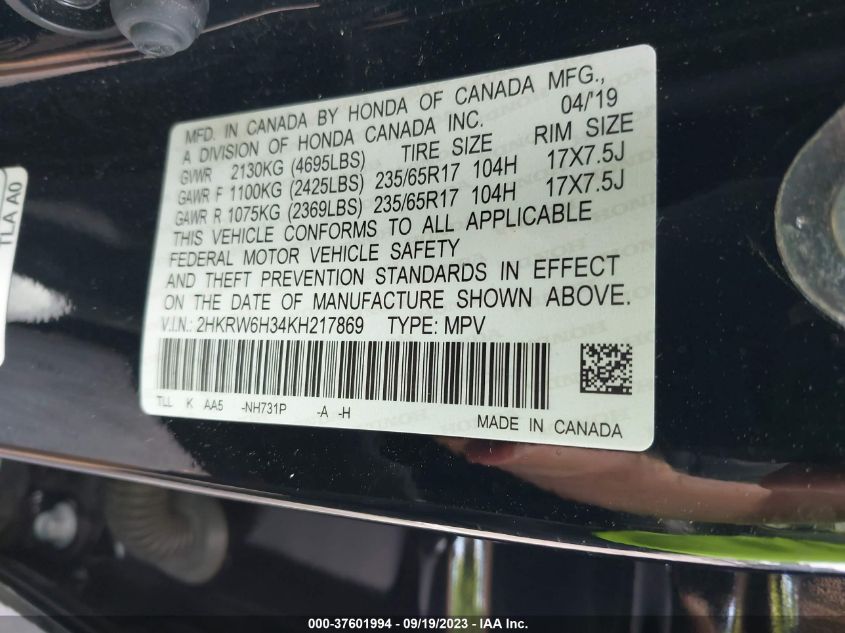 MFD. IN CANADA BY HONDA OF CANADA MFG.,
A DIVISION OF HONDA CANADA INC. 04/'19
GVWR 2130KG (4695LBS) TIRE SIZE RIM SIZE
GAWR F 1100KG (2425LBS) 235/65R17 104H 17X7.5J
GAWR R 1075KG (2369LBS) 235/65R17 104H 17X7.5J
THIS VEHICLE CONFORMS TO ALL APPLICABLE
FEDERAL MOTOR VEHICLE SAFETY
AND THEFT PREVENTION STANDARDS IN EFFECT
ON THE DATE OF MANUFACTURE SHOWN ABOVE.
V.I.N.: 2HKRW6H34KH217869 TYPE: MPV
TLL K AA5 -NH731P -A -H
MADE IN CANADA
TLA A0
000-37601994 - 09/19/2023 - IAA Inc.